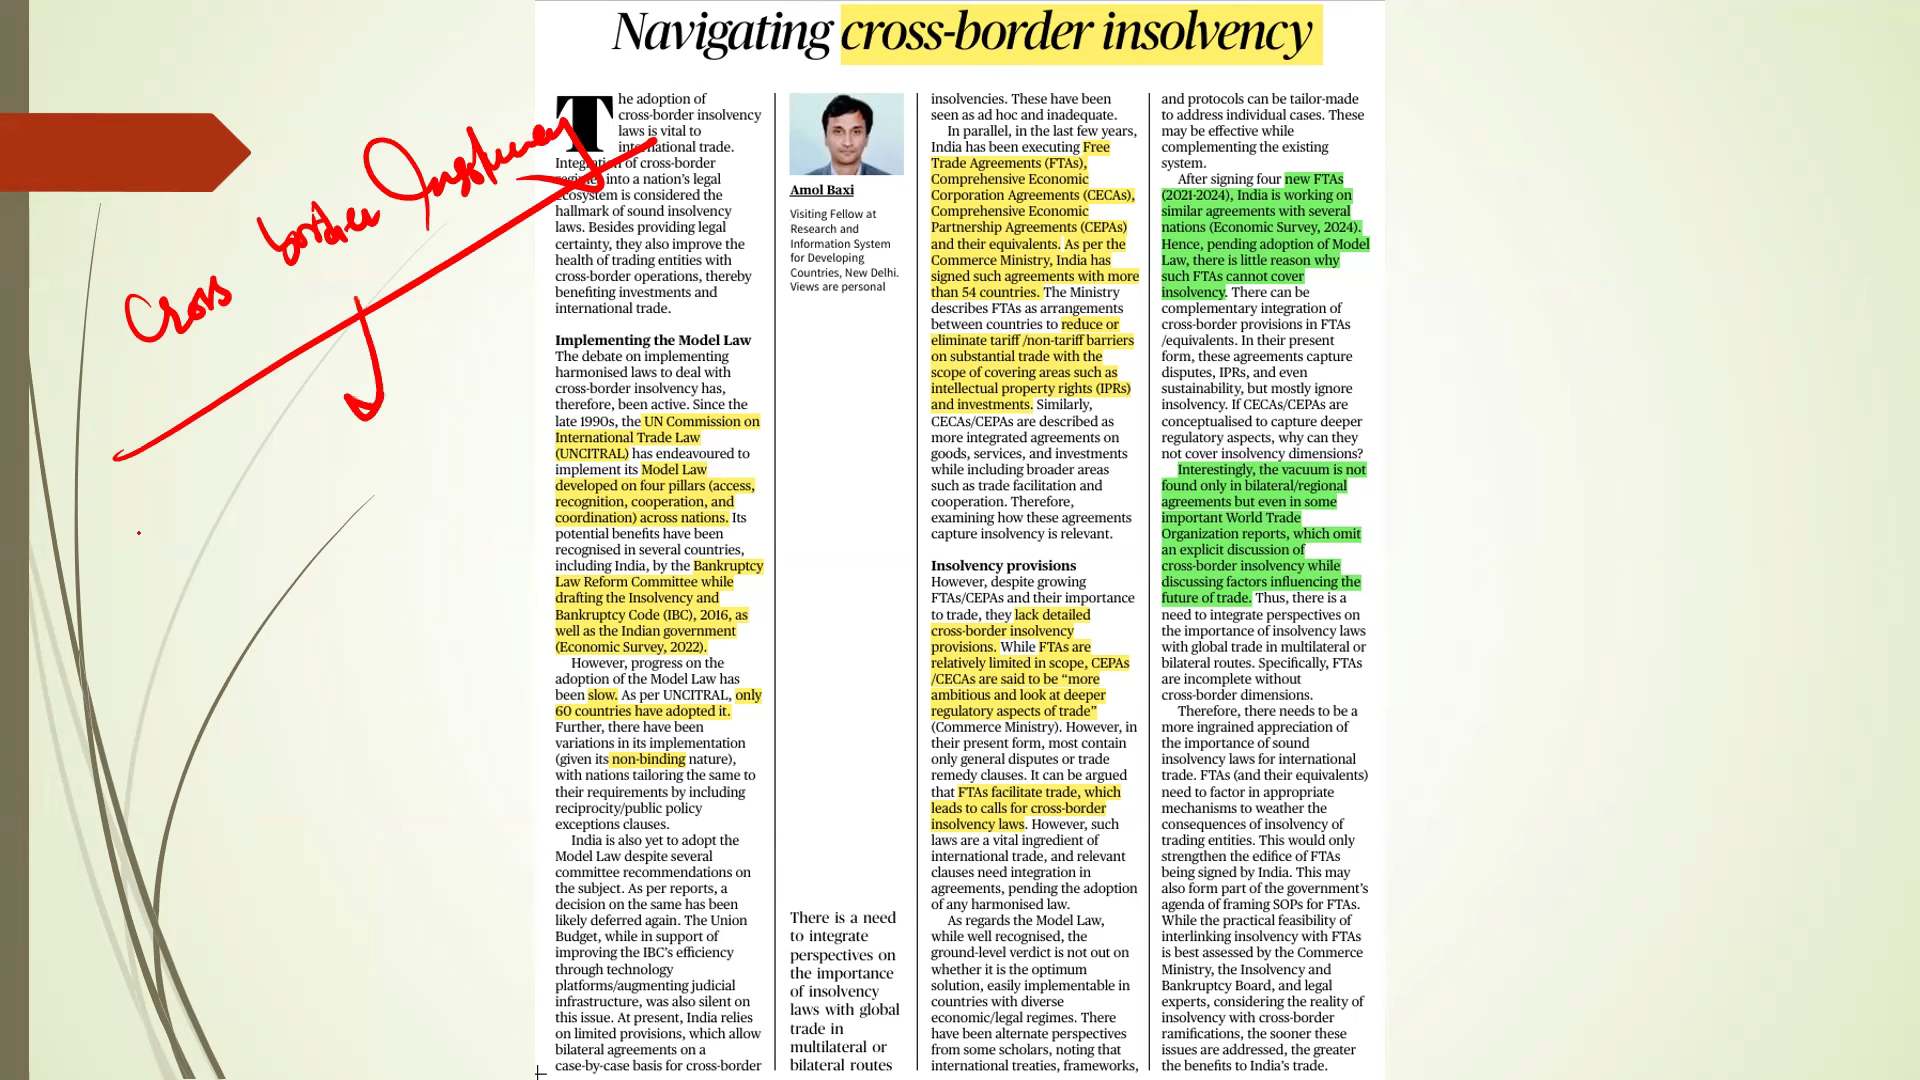 Navigating cross-border insolvency
Cross border Insolvency
The adoption of
cross-border insolvency
laws is vital to
international trade.
Integration of cross-border
regimes into a nation's legal
ecosystem is considered the
hallmark of sound insolvency
laws. Besides providing legal
certainty, they also improve the
health of trading entities with
cross-border operations, thereby
benefiting investments and
international trade.
Implementing the Model Law
The debate on implementing
harmonised laws to deal with
cross-border insolvency has,
therefore, been active. Since the
late 1990s, the UN Commission on
International Trade Law
(UNCITRAL) has endeavoured to
implement its Model Law
developed on four pillars (access,
recognition, cooperation, and
coordination) across nations. Its
potential benefits have been
recognised in several countries,
including India, by the Bankruptcy
Law Reform Committee while
drafting the Insolvency and
Bankruptcy Code (IBC), 2016, as
well as the Indian government
(Economic Survey, 2022).
However, progress on the
adoption of the Model Law has
been slow. As per UNCITRAL, only
60 countries have adopted it.
Further, there have been
variations in its implementation
(given its non-binding nature),
with nations tailoring the same to
their requirements by including
reciprocity/public policy
exceptions clauses.
India is also yet to adopt the
Model Law despite several
committee recommendations on
the subject. As per reports, a
decision on the same has been
likely deferred again. The Union
Budget, while in support of
improving the IBC's efficiency
through technology
platforms/augmenting judicial
infrastructure, was also silent on
this issue. At present, India relies
on limited provisions, which allow
bilateral agreements on a
case-by-case basis for cross-border
Amol Baxi
Visiting Fellow at
Research and
Information System
for Developing
Countries, New Delhi.
Views are personal
There is a need
to integrate
perspectives on
the importance
of insolvency
laws with global
trade in
multilateral or
bilateral routes
insolvencies. These have been
seen as ad hoc and inadequate.
In parallel, in the last few years,
India has been executing Free
Trade Agreements (FTAs),
Comprehensive Economic
Corporation Agreements (CECAs),
Comprehensive Economic
Partnership Agreements (CEPAs)
and their equivalents. As per the
Commerce Ministry, India has
signed such agreements with more
than 54 countries. The Ministry
describes FTAs as arrangements
between countries to reduce or
eliminate tariff /non-tariff barriers
on substantial trade with the
scope of covering areas such as
intellectual property rights (IPRs)
and investments. Similarly,
CECAs/CEPAs are described as
more integrated agreements on
goods, services, and investments
while including broader areas
such as trade facilitation and
cooperation. Therefore,
examining how these agreements
capture insolvency is relevant.
Insolvency provisions
However, despite growing
FTAs/CEPAs and their importance
to trade, they lack detailed
cross-border insolvency
provisions. While FTAs are
relatively limited in scope, CEPAs
/CECAs are said to be “more
ambitious and look at deeper
regulatory aspects of trade”
(Commerce Ministry). However, in
their present form, most contain
only general disputes or trade
remedy clauses. It can be argued
that FTAs facilitate trade, which
leads to calls for cross-border
insolvency laws. However, such
laws are a vital ingredient of
international trade, and relevant
clauses need integration in
agreements, pending the adoption
of any harmonised law.
As regards the Model Law,
while well recognised, the
ground-level verdict is not out on
whether it is the optimum
solution, easily implementable in
countries with diverse
economic/legal regimes. There
have been alternate perspectives
from some scholars, noting that
international treaties, frameworks,
and protocols can be tailor-made
to address individual cases. These
may be effective while
complementing the existing
system.
After signing four new FTAs
(2021-2024), India is working on
similar agreements with several
nations (Economic Survey, 2024).
Hence, pending adoption of Model
Law, there is little reason why
such FTAs cannot cover
insolvency. There can be
complementary integration of
cross-border provisions in FTAs
/equivalents. In their present
form, these agreements capture
disputes, IPRs, and even
sustainability, but mostly ignore
insolvency. If CECAs/CEPAs are
conceptualised to capture deeper
regulatory aspects, why can they
not cover insolvency dimensions?
Interestingly, the vacuum is not
found only in bilateral/regional
agreements but even in some
important World Trade
Organization reports, which omit
an explicit discussion of
cross-border insolvency while
discussing factors influencing the
future of trade. Thus, there is a
need to integrate perspectives on
the importance of insolvency laws
with global trade in multilateral or
bilateral routes. Specifically, FTAs
are incomplete without
cross-border dimensions.
Therefore, there needs to be a
more ingrained appreciation of
the importance of sound
insolvency laws for international
trade. FTAs (and their equivalents)
need to factor in appropriate
mechanisms to weather the
consequences of insolvency of
trading entities. This would only
strengthen the edifice of FTAs
being signed by India. This may
also form part of the government's
agenda of framing SOPs for FTAs.
While the practical feasibility of
interlinking insolvency with FTAs
is best assessed by the Commerce
Ministry, the Insolvency and
Bankruptcy Board, and legal
experts, considering the reality of
insolvency with cross-border
ramifications, the sooner these
issues are addressed, the greater
the benefits to India's trade.